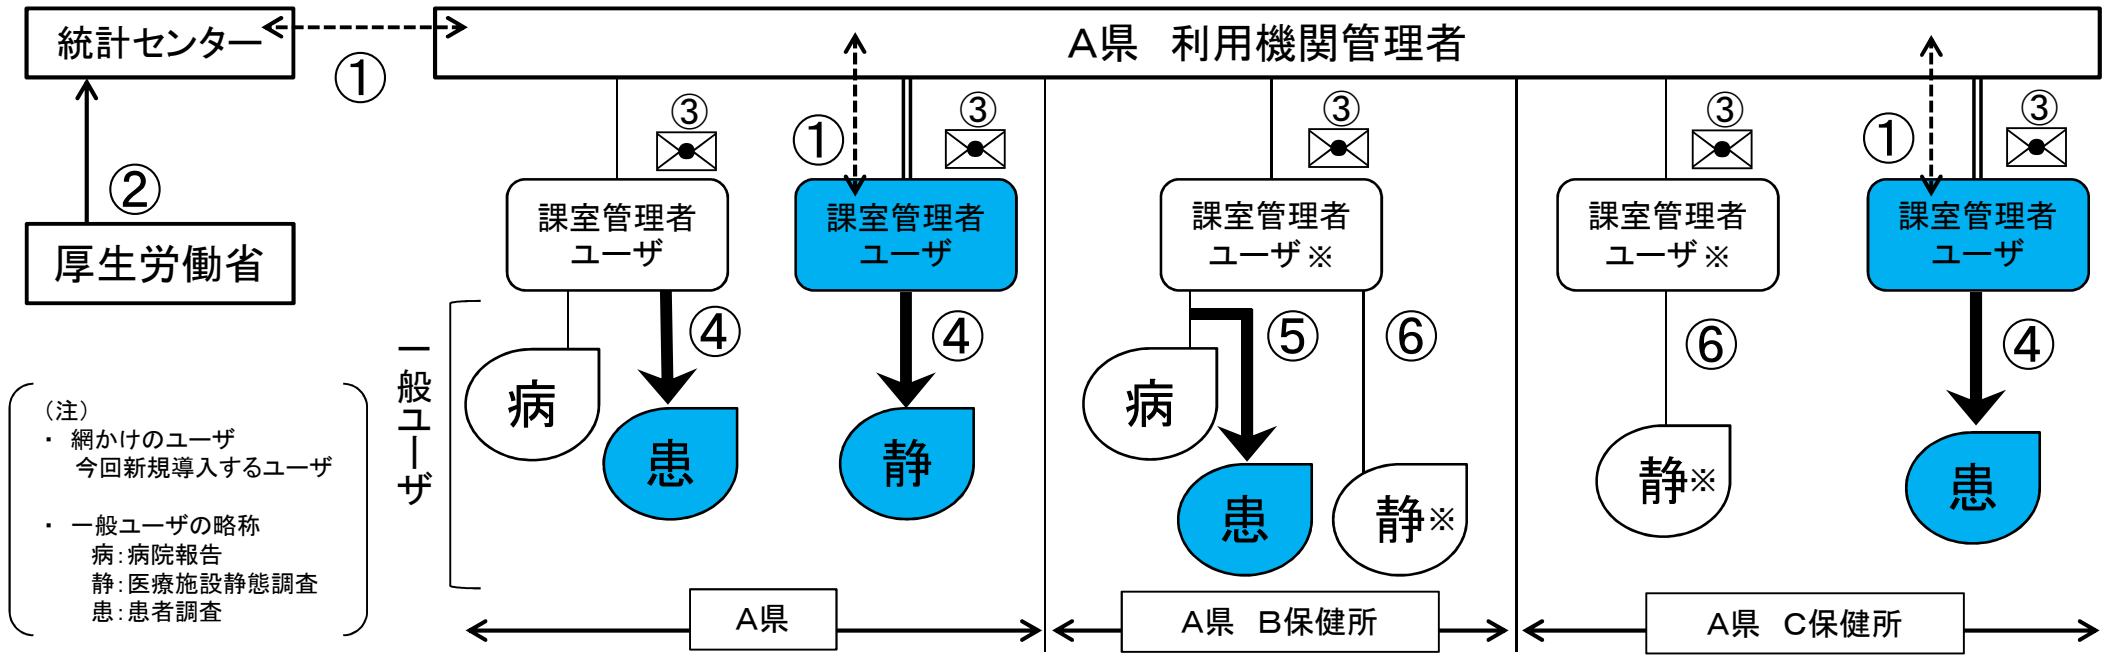 統計センター
①
A県　利用機関管理者
②
厚生労働省
③
①
③
③
③
①
③
課室管理者
ユーザ
課室管理者
ユーザ
課室管理者
ユーザ※
課室管理者
ユーザ※
課室管理者
ユーザ
一般ユーザ
④
④
⑤
⑥
⑥
④
病
患
静
病
患
静※
静※
患
（注）
・ 網かけのユーザ
今回新規導入するユーザ
・ 一般ユーザの略称
病：病院報告
静：医療施設静態調査
患：患者調査
A県
A県　B保健所
A県　C保健所